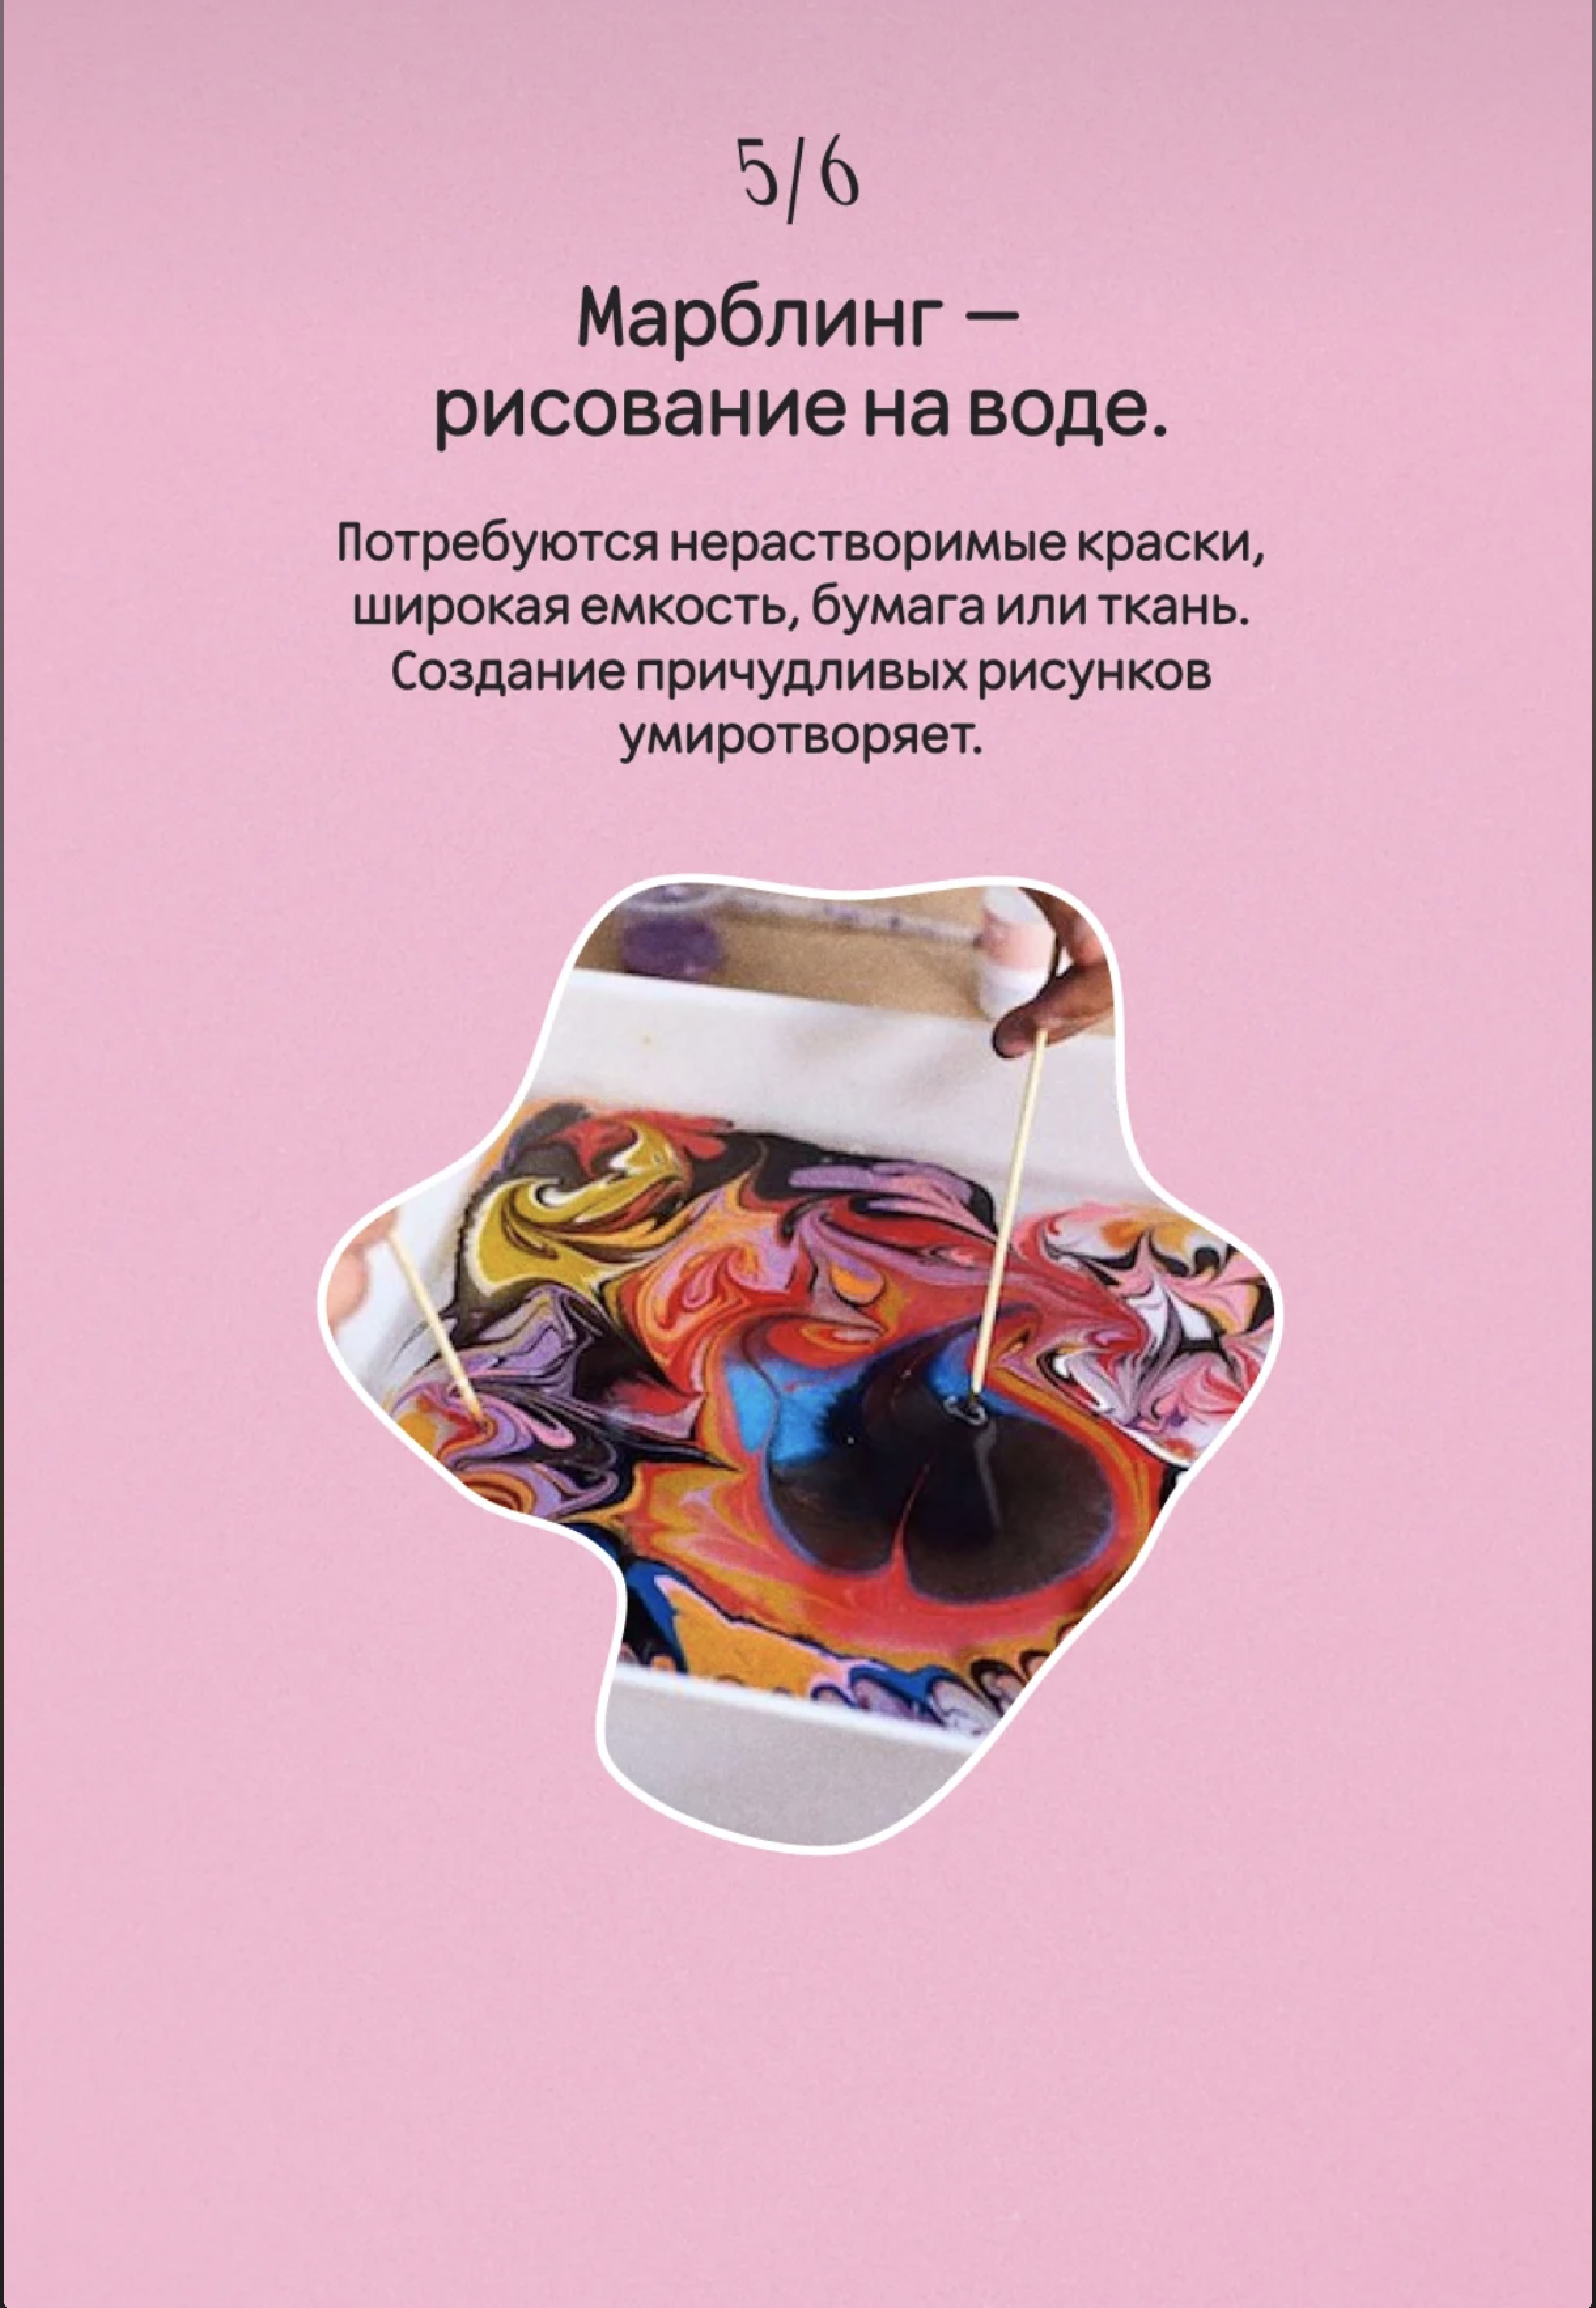 5/6
Марблинг —
рисование на воде.
Потребуются нерастворимые краски,
широкая емкость, бумага или ткань.
Создание причудливых рисунков
умиротворяет.